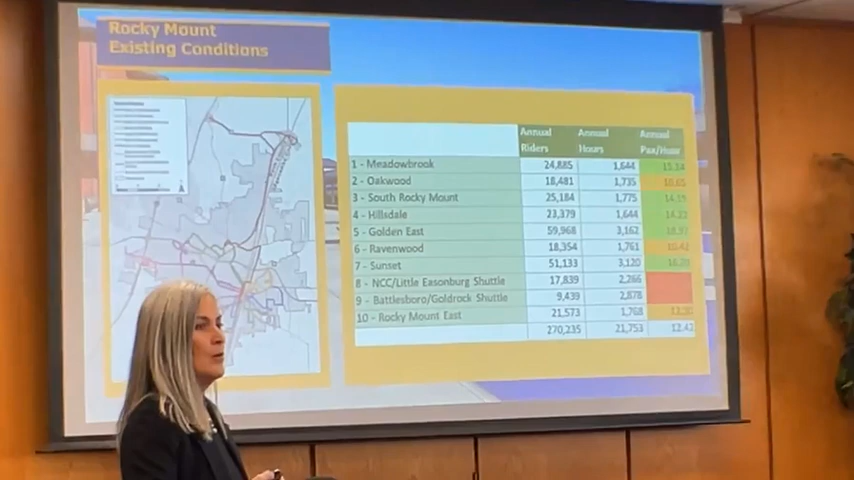 Rocky Mount
Existing Conditions
Annual Riders Annual Hours Annual Pax/Hour
1 - Meadowbrook 24,885 1,644 15.14
2 - Oakwood 18,481 1,735 10.65
3 - South Rocky Mount 25,184 1,775 14.19
4 - Hillsdale 23,379 1,644 14.22
5 - Golden East 59,968 3,162 18.97
6 - Ravenwood 18,354 1,761 10.42
7 - Sunset 51,133 3,120 16.39
8 - NCC/Little Easonburg Shuttle 17,839 2,266
9 - Battlesboro/Goldrock Shuttle 9,439 2,878
10 - Rocky Mount East 21,573 1,768 12.20
270,235 21,753 12.42